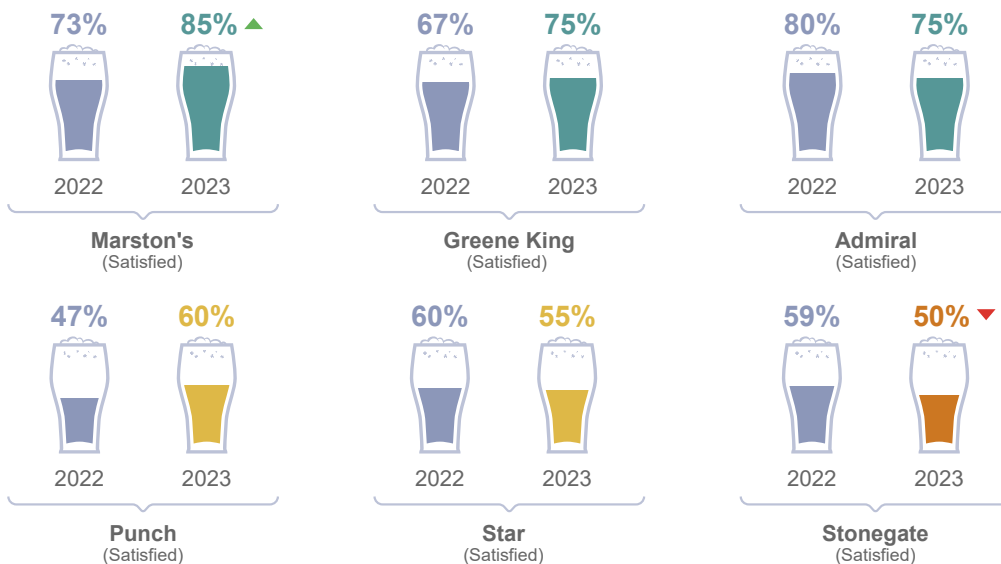 73% 85% 67% 75% 80% 75%
2022 2023 2022 2023 2022 2023
Marston's Greene King Admiral
(Satisfied) (Satisfied) (Satisfied)
47% 60% 60% 55% 59% 50%
2022 2023 2022 2023 2022 2023
Punch Star Stonegate
(Satisfied) (Satisfied) (Satisfied)